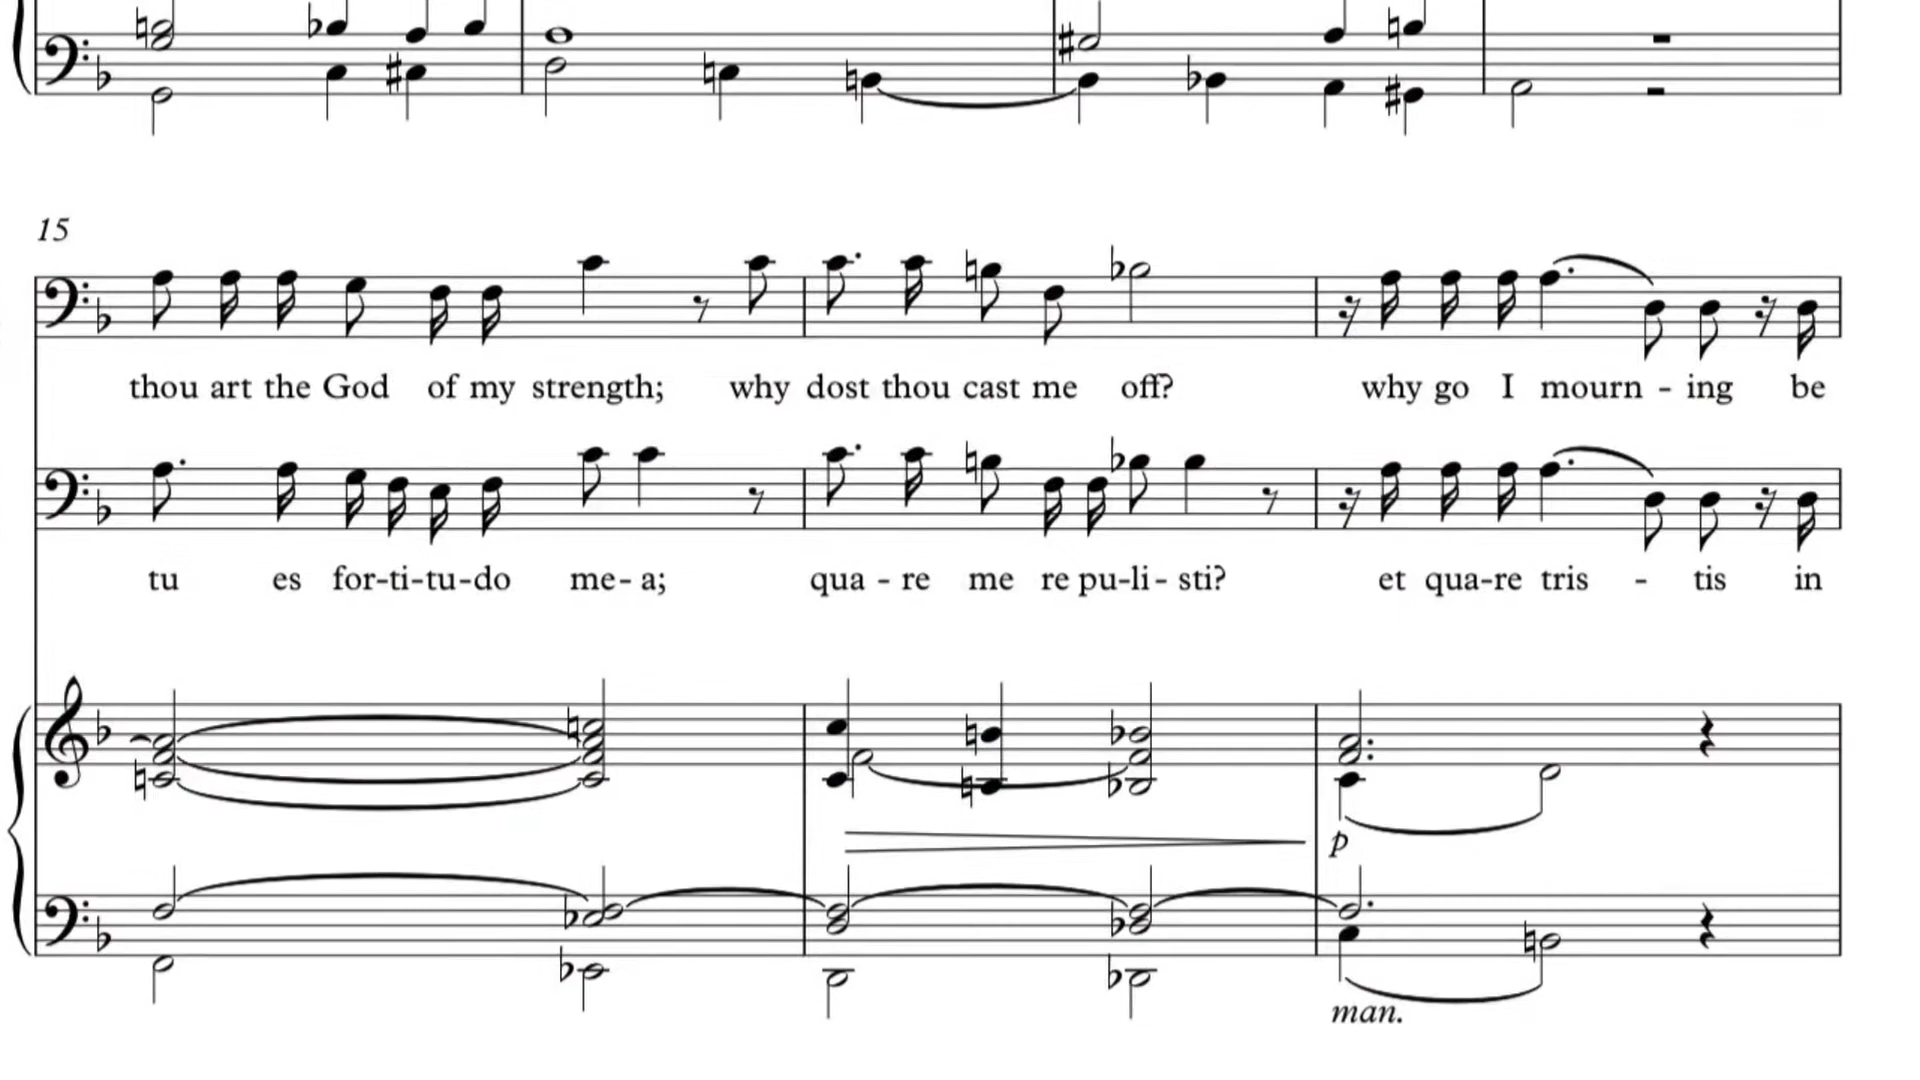 15
thou art the God of my strength; why dost thou cast me off? why go I mourn - ing be
tu es for-ti-tu-do me- a; qua - re me re pu-li- sti? et qua-re tris - tis in
p
man.